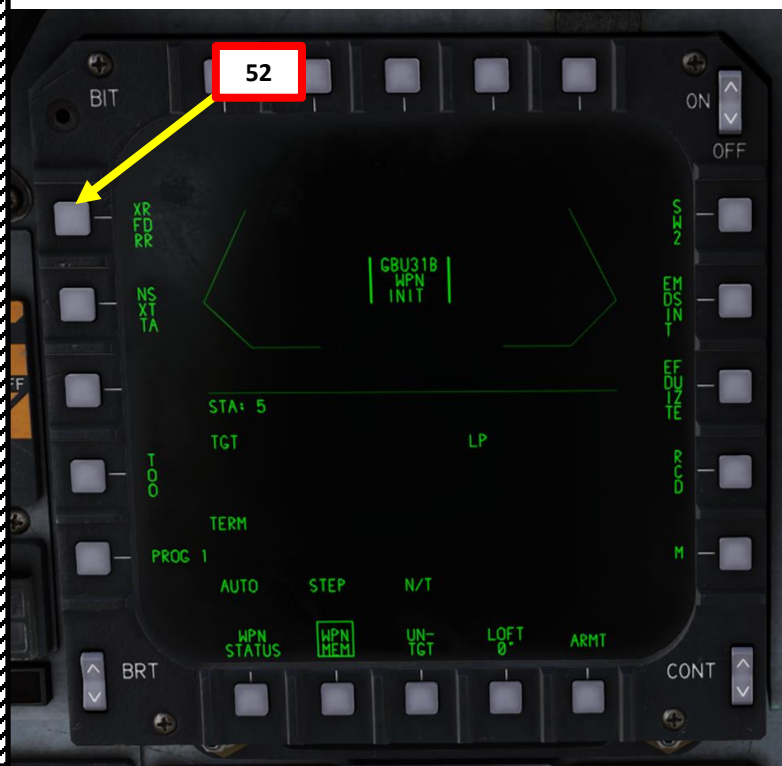 52
BIT
ON
OFF
XR
FD
RR
S
W
2
GBU31B
WPN
INIT
NS
XT
TA
EM
DS
IN
T
FF
EF
DU
IZ
TE
STA: 5
TGT
LP
T
O
O
R
C
D
TERM
PROG 1
M
AUTO
STEP
N/T
WPN
STATUS
WPN
MEM
UN-
TGT
LOFT
0°
ARMT
BRT
CONT